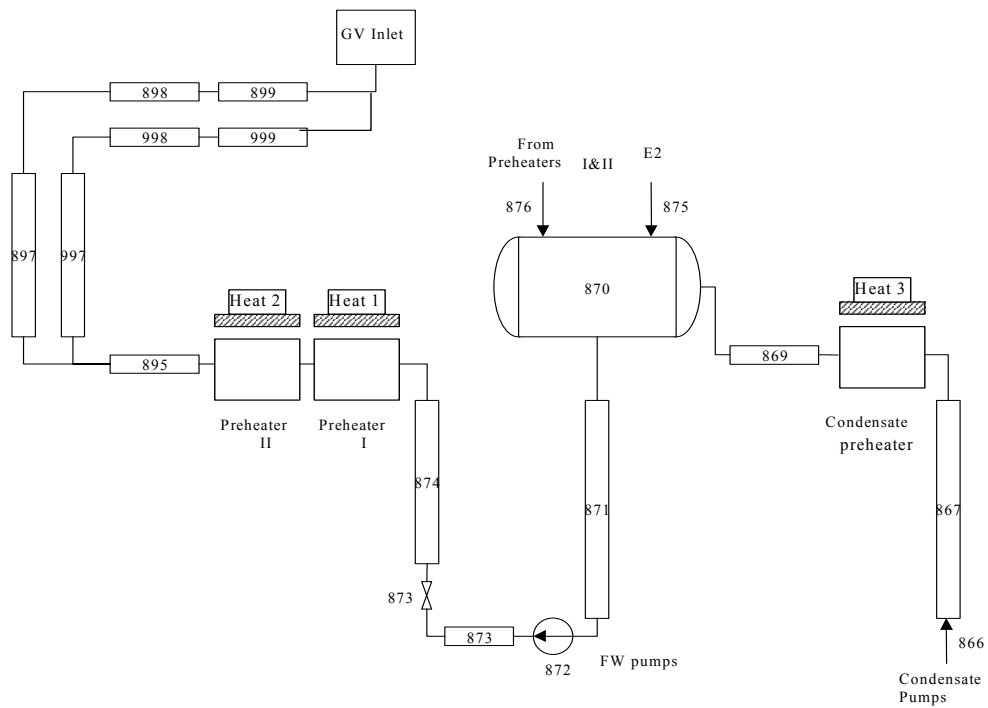 GV Inlet
898
899
998
999
From
Preheaters
I&II
E2
876
875
897
997
870
Heat 2
Heat 1
Heat 3
895
869
Preheater
II
Preheater
I
Condensate
preheater
874
871
867
873
873
872
FW pumps
866
Condensate
Pumps